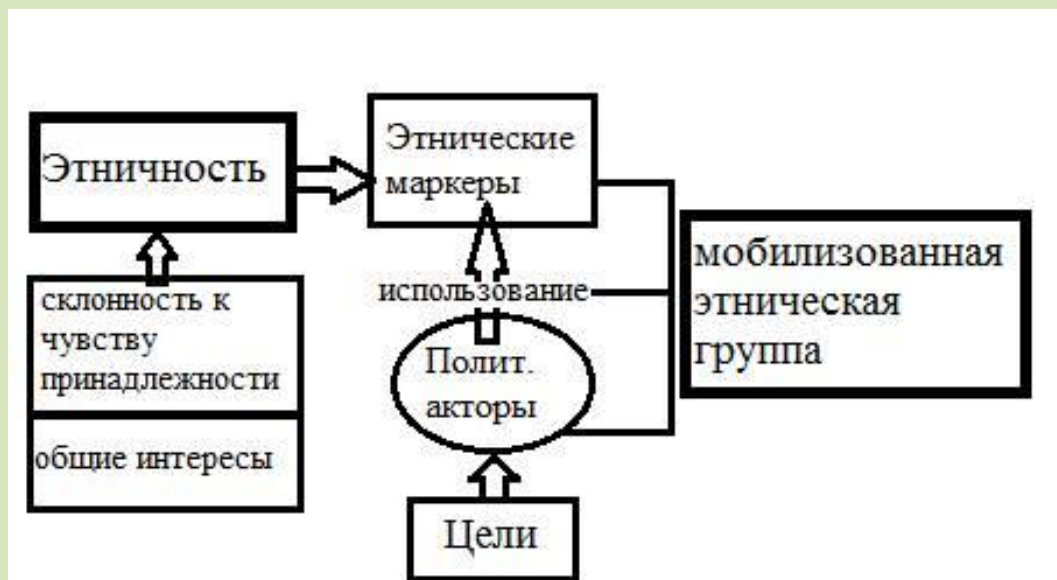 Этничность
Этнические
маркеры
склонность к
чувству
принадлежности
общие интересы
использование
Полит.
акторы
Цели
мобилизованная
этническая
группа